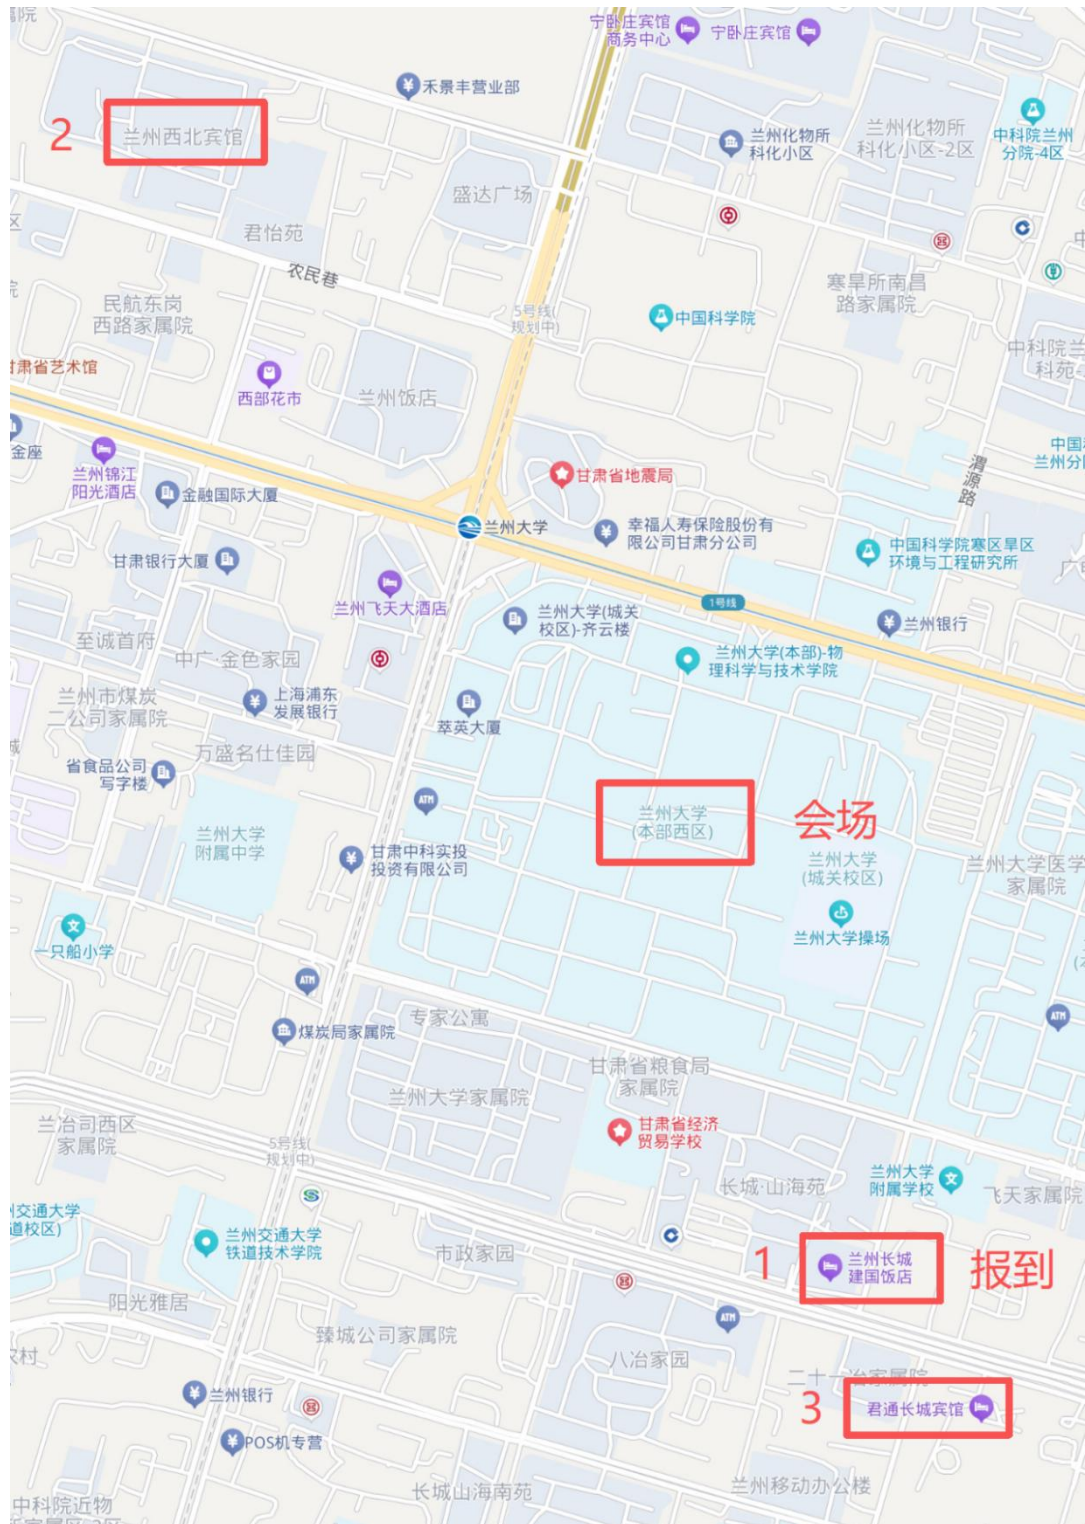 宁卧庄宾馆
商务中心
宁卧庄宾馆
禾景丰营业部
2
兰州西北宾馆
兰州化物所
科化小区
兰州化物所
科化小区-2区
中科院兰州
分院-4区
盛达广场
君怡苑
农民巷
民航东岗
西路家属院
5号线(
规划中)
中国科学院
寒旱所南昌
路家属院
甘肃省艺术馆
西部花市
兰州饭店
金座
兰州锦江
阳光酒店
金融国际大厦
甘肃省地震局
渭源路
兰州大学
幸福人寿保险股份有
限公司甘肃分公司
中国科学院寒区旱区
环境与工程研究所
甘肃银行大厦
兰州飞天大酒店
1号线
兰州大学(城关
校区)-齐云楼
兰州银行
至诚首府
中广·金色家园
兰州大学(本部)-物
理科学与技术学院
兰州市煤炭
二公司家属院
上海浦东
发展银行
萃英大厦
万盛名仕佳园
省食品公司
写字楼
ATM
兰州大学
(本部西区)
会场
兰州大学
附属中学
甘肃中科实投
投资有限公司
兰州大学
(城关校区)
兰州大学医学
家属院
兰州大学操场
一只船小学
ATM
专家公寓
ATM
煤炭局家属院
甘肃省粮食局
家属院
兰州大学家属院
兰冶司西区
家属院
甘肃省经济
贸易学校
5号线(
规划中)
长城·山海苑
兰州大学
附属学校
飞天家属院
兰州交通大学
铁道技术学院
市政家园
1
兰州长城
建国饭店
报到
阳光雅居
ATM
臻城公司家属院
八冶家园
二十一冶家属院
兰州银行
3
君通长城宾馆
POS机专营
长城山海南苑
兰州移动办公楼
中科院近物